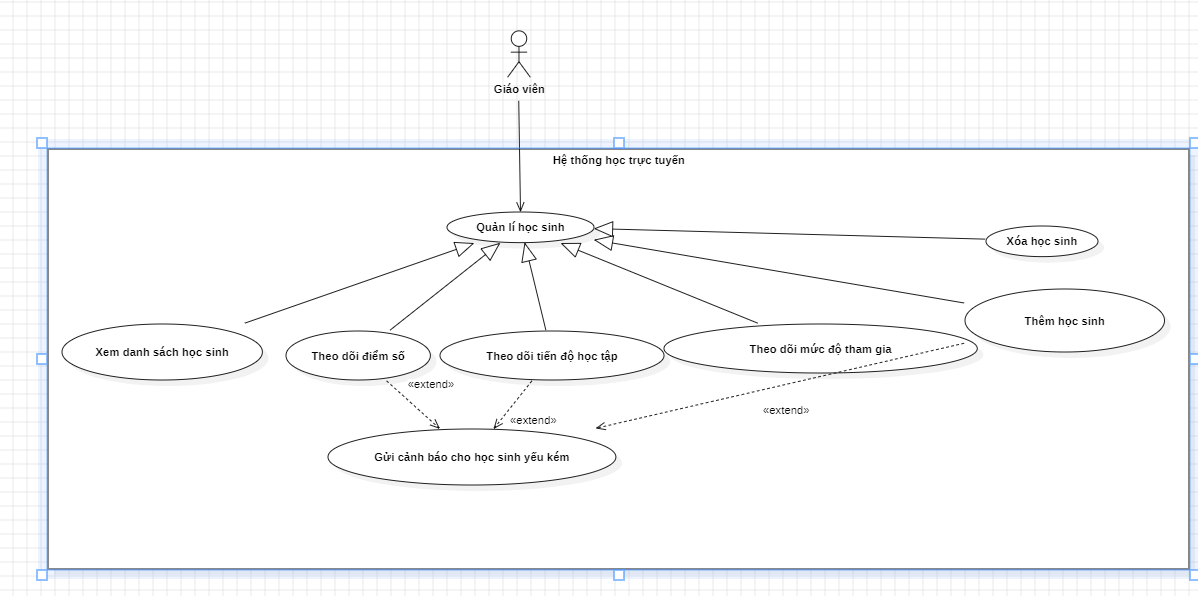 Giáo viên
Hệ thống học trực tuyến
Quản lí học sinh
Xóa học sinh
Thêm học sinh
Xem danh sách học sinh
Theo dõi điểm số
Theo dõi tiến độ học tập
Theo dõi mức độ tham gia
«extend»
«extend»
«extend»
Gửi cảnh báo cho học sinh yếu kém